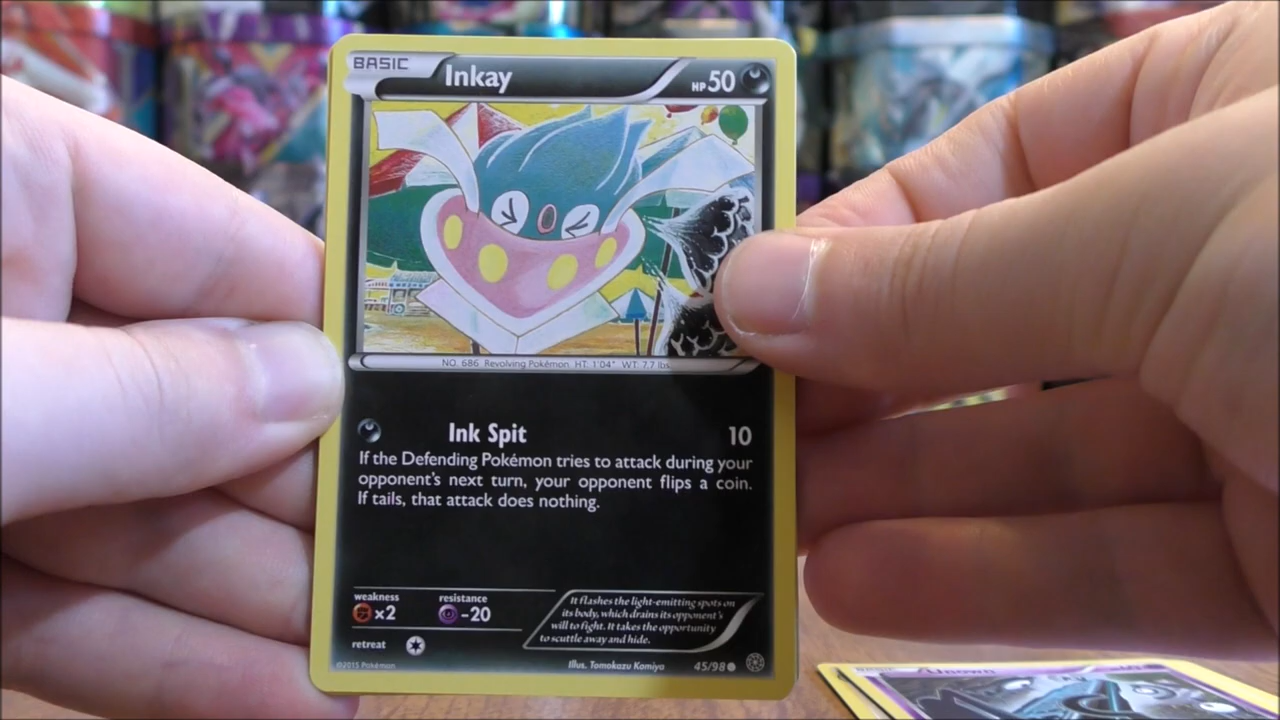 BASIC Inkay HP 50
NO. 686 Revolving Pokémon HT: 1'04" WT: 7.7 lbs
Ink Spit 10
If the Defending Pokémon tries to attack during your
opponent's next turn, your opponent flips a coin.
If tails, that attack does nothing.
weakness resistance
x2 -20
It flashes the light-emitting spots on
its body, which drains its opponent's
will to fight. It takes the opportunity
to scuttle away and hide.
retreat
©2015 Pokémon Illus. Tomokazu Komiya 45/98